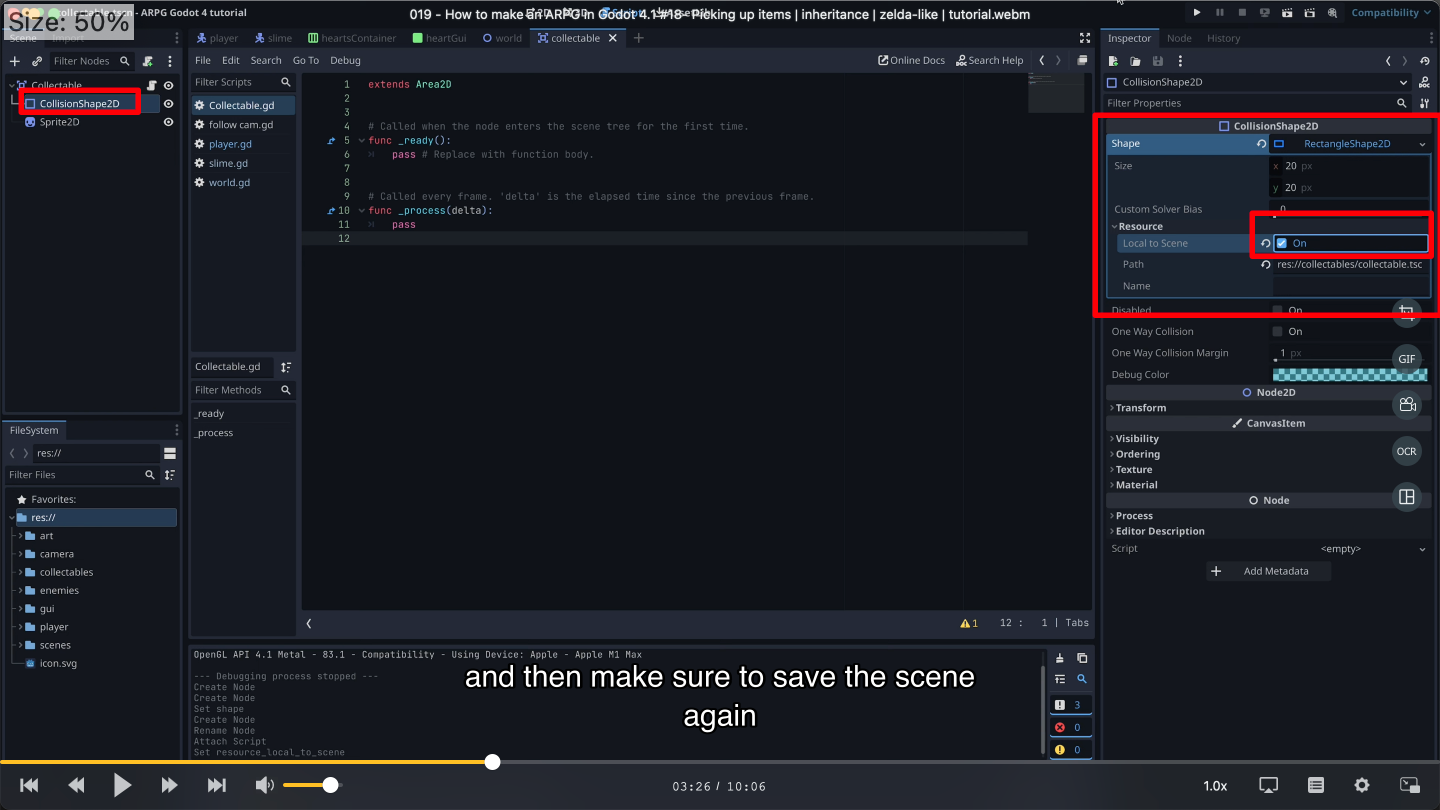 Size: 50%
collectable.tscn - ARPG Godot 4 tutorial
019 - How to make an ARPG in Godot 4.1 #18: Picking up items | inheritance | zelda-like | tutorial.webm
Compatibility
Scene
Import
Filter Nodes
Collectable
CollisionShape2D
Sprite2D
FileSystem
res://
Filter Files
Favorites:
res://
art
camera
collectables
enemies
gui
player
scenes
icon.svg
player
slime
heartsContainer
heartGui
world
collectable
File Edit Search Go To Debug
Online Docs
Search Help
Filter Scripts
Collectable.gd
follow cam.gd
player.gd
slime.gd
world.gd
Collectable.gd
Filter Methods
_ready
_process
1 extends Area2D
2
3
4 # Called when the node enters the scene tree for the first time.
5 func _ready():
6 pass # Replace with function body.
7
8
9 # Called every frame. 'delta' is the elapsed time since the previous frame.
10 func _process(delta):
11 pass
12
1
12 : 1 | Tabs
OpenGL API 4.1 Metal - 83.1 - Compatibility - Using Device: Apple - Apple M1 Max
--- Debugging process stopped ---
Create Node
Create Node
Set shape
Create Node
Rename Node
Attach Script
Set resource_local_to_scene
3
0
0
Inspector
Node
History
CollisionShape2D
Filter Properties
CollisionShape2D
Shape
RectangleShape2D
Size
x 20 px
y 20 px
Custom Solver Bias
0
Resource
Local to Scene
On
Path
res://collectables/collectable.tsc
Name
Disabled
On
One Way Collision
On
One Way Collision Margin
1 px
Debug Color
Node2D
Transform
CanvasItem
Visibility
Ordering
Texture
Material
Node
Process
Editor Description
Script
<empty>
Add Metadata
GIF
OCR
and then make sure to save the scene
again
03:26 / 10:06
1.0x